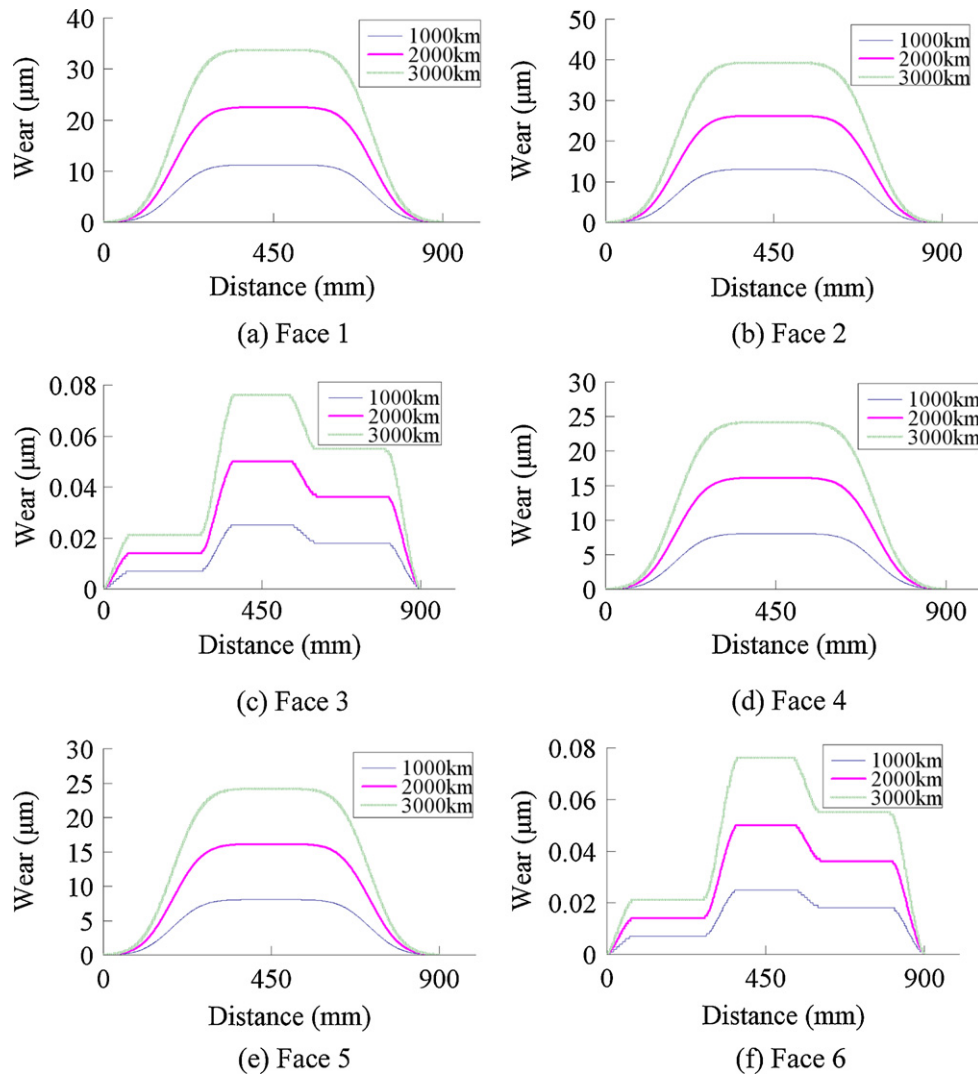 Wear (μm)
40
30
20
10
0
0 450 900
Distance (mm)
1000km
2000km
3000km
(a) Face 1
Wear (μm)
50
40
30
20
10
0
0 450 900
Distance (mm)
1000km
2000km
3000km
(b) Face 2
Wear (μm)
0.08
0.06
0.04
0.02
0
0 450 900
Distance (mm)
1000km
2000km
3000km
(c) Face 3
Wear (μm)
30
25
20
15
10
5
0
0 450 900
Distance (mm)
1000km
2000km
3000km
(d) Face 4
Wear (μm)
30
25
20
15
10
5
0
0 450 900
Distance (mm)
1000km
2000km
3000km
(e) Face 5
Wear (μm)
0.08
0.06
0.04
0.02
0
0 450 900
Distance (mm)
1000km
2000km
3000km
(f) Face 6